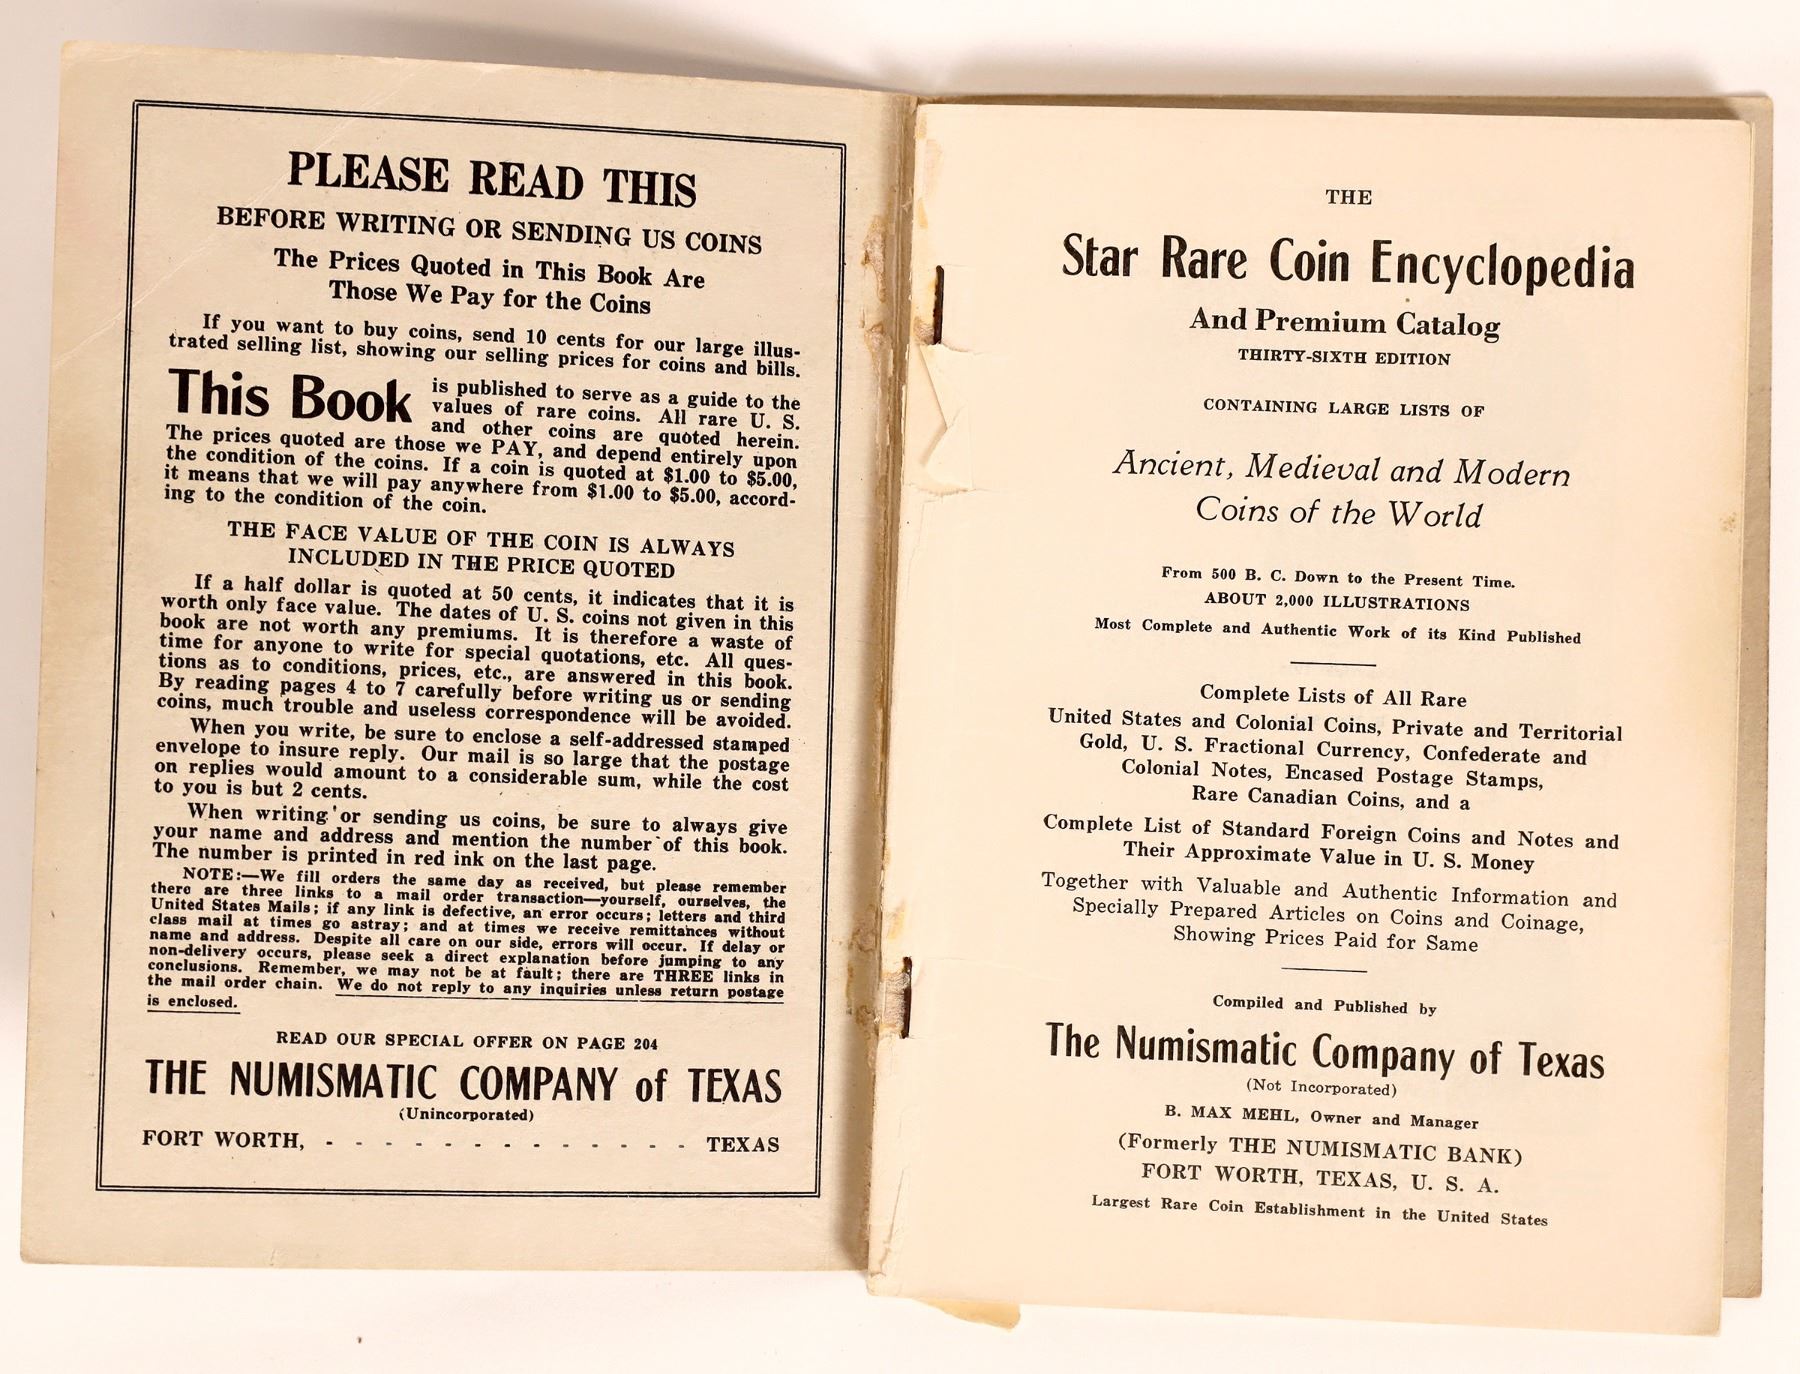 PLEASE READ THIS
BEFORE WRITING OR SENDING US COINS
The Prices Quoted in This Book Are
Those We Pay for the Coins
If you want to buy coins, send 10 cents for our large illus-
trated selling list, showing our selling prices for coins and bills.
This Book is published to serve as a guide to the
values of rare coins. All rare U. S.
and other coins are quoted herein.
The prices quoted are those we PAY, and depend entirely upon
the condition of the coins. If a coin is quoted at $1.00 to $5.00,
it means that we will pay anywhere from $1.00 to $5.00, accord-
ing to the condition of the coin.
THE FACE VALUE OF THE COIN IS ALWAYS
INCLUDED IN THE PRICE QUOTED
If a half dollar is quoted at 50 cents, it indicates that it is
worth only face value. The dates of U. S. coins not given in this
book are not worth any premiums. It is therefore a waste of
time for anyone to write for special quotations, etc. All ques-
tions as to conditions, prices, etc., are answered in this book.
By reading pages 4 to 7 carefully before writing us or sending
coins, much trouble and useless correspondence will be avoided.
When you write, be sure to enclose a self-addressed stamped
envelope to insure reply. Our mail is so large that the postage
on replies would amount to a considerable sum, while the cost
to you is but 2 cents.
When writing or sending us coins, be sure to always give
your name and address and mention the number of this book.
The number is printed in red ink on the last page.
NOTE:—We fill orders the same day as received, but please remember
there are three links to a mail order transaction—yourself, ourselves, the
United States Mails; if any link is defective, an error occurs; letters and third
class mail at times go astray; and at times we receive remittances without
name and address. Despite all care on our side, errors will occur. If delay or
non-delivery occurs, please seek a direct explanation before jumping to any
conclusions. Remember, we may not be at fault; there are THREE links in
the mail order chain. We do not reply to any inquiries unless return postage
is enclosed.
READ OUR SPECIAL OFFER ON PAGE 204
THE NUMISMATIC COMPANY of TEXAS
(Unincorporated)
FORT WORTH, - - - - - - - - - - - - - TEXAS
THE
Star Rare Coin Encyclopedia
And Premium Catalog
THIRTY-SIXTH EDITION
CONTAINING LARGE LISTS OF
Ancient, Medieval and Modern
Coins of the World
From 500 B. C. Down to the Present Time.
ABOUT 2,000 ILLUSTRATIONS
Most Complete and Authentic Work of its Kind Published
Complete Lists of All Rare
United States and Colonial Coins, Private and Territorial
Gold, U. S. Fractional Currency, Confederate and
Colonial Notes, Encased Postage Stamps,
Rare Canadian Coins, and a
Complete List of Standard Foreign Coins and Notes and
Their Approximate Value in U. S. Money
Together with Valuable and Authentic Information and
Specially Prepared Articles on Coins and Coinage,
Showing Prices Paid for Same
Compiled and Published by
The Numismatic Company of Texas
(Not Incorporated)
B. MAX MEHL, Owner and Manager
(Formerly THE NUMISMATIC BANK)
FORT WORTH, TEXAS, U. S. A.
Largest Rare Coin Establishment in the United States